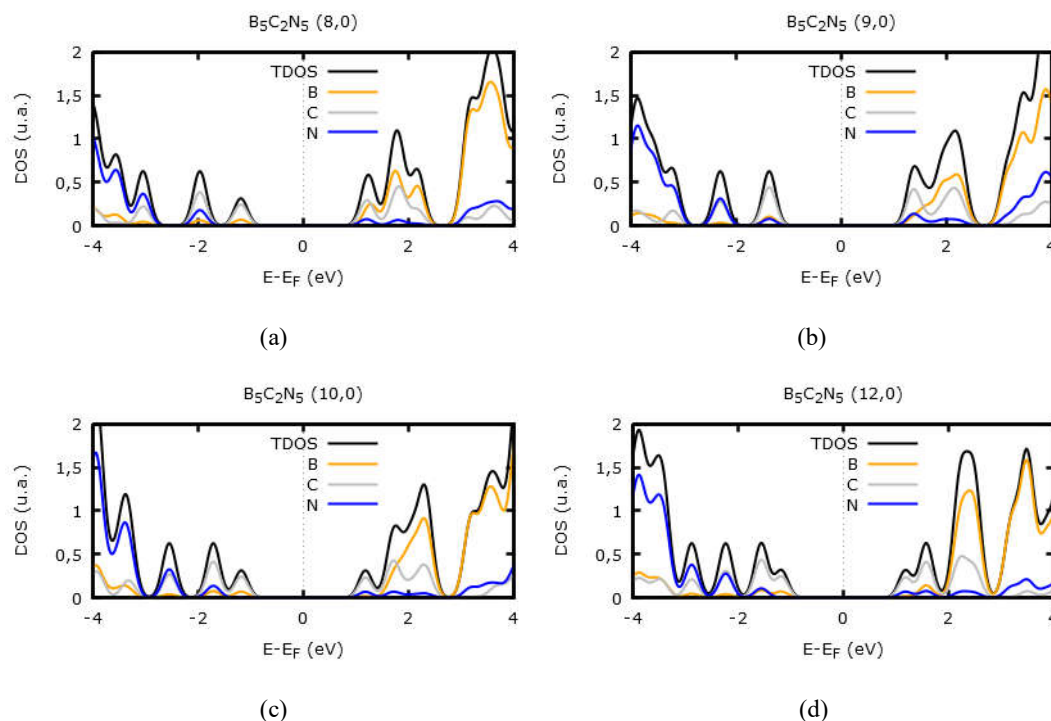 B5C2N5 (8,0)
2
1,5
1
0,5
0
DOS (u.a.)
TDOS
B
C
N
-4
-2
0
2
4
E-EF (eV)
(a)
B5C2N5 (9,0)
2
1,5
1
0,5
0
DOS (u.a.)
TDOS
B
C
N
-4
-2
0
2
4
E-EF (eV)
(b)
B5C2N5 (10,0)
2
1,5
1
0,5
0
DOS (u.a.)
TDOS
B
C
N
-4
-2
0
2
4
E-EF (eV)
(c)
B5C2N5 (12,0)
2
1,5
1
0,5
0
DOS (u.a.)
TDOS
B
C
N
-4
-2
0
2
4
E-EF (eV)
(d)